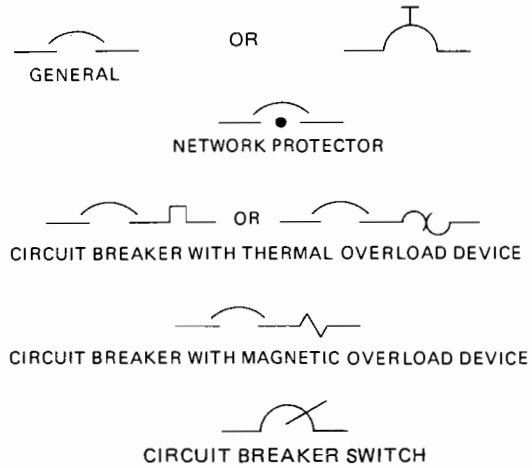 OR
GENERAL
NETWORK PROTECTOR
OR
CIRCUIT BREAKER WITH THERMAL OVERLOAD DEVICE
CIRCUIT BREAKER WITH MAGNETIC OVERLOAD DEVICE
CIRCUIT BREAKER SWITCH